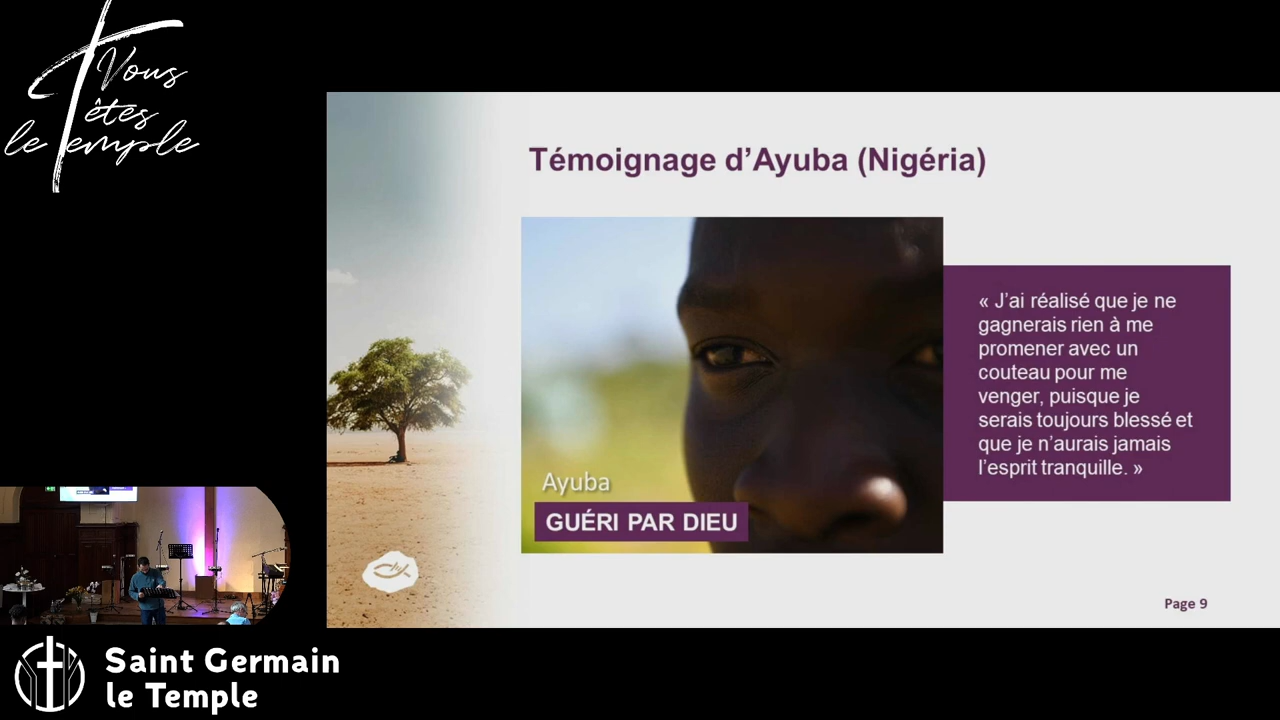 Vous
êtes
le Temple
Témoignage d’Ayuba (Nigéria)
« J’ai réalisé que je ne
gagnerais rien à me
promener avec un
couteau pour me
venger, puisque je
serais toujours blessé et
que je n’aurais jamais
l’esprit tranquille. »
Ayuba
GUÉRI PAR DIEU
Page 9
Saint Germain
le Temple